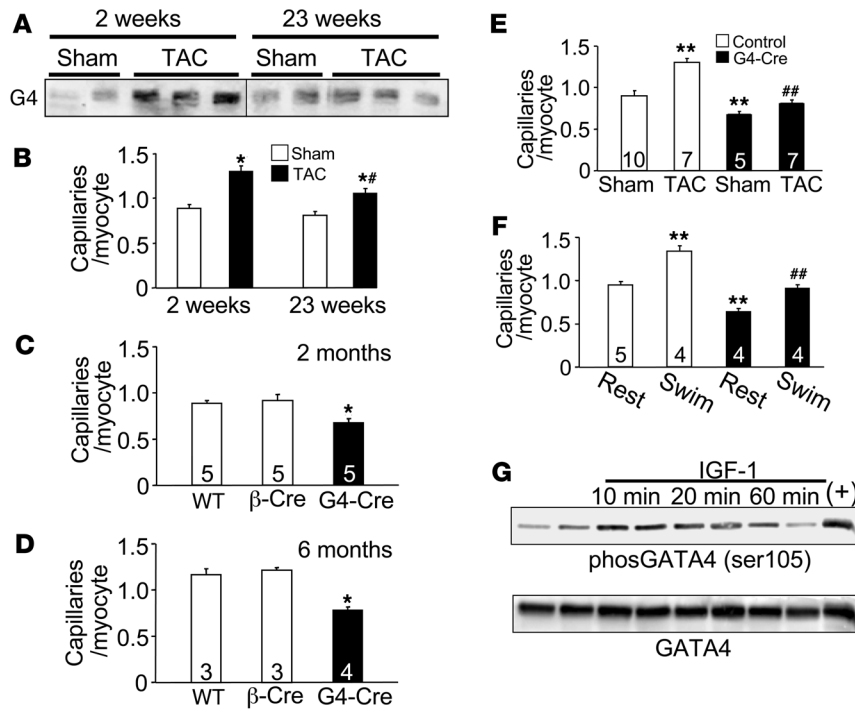 A
2 weeks 23 weeks
Sham TAC Sham TAC
G4
B
Capillaries
/myocyte
1.5
1.0
0.5
0
Sham
TAC
*
*#
2 weeks 23 weeks
C
Capillaries
/myocyte
1.5
1.0
0.5
0
2 months
*
5 5 5
WT β-Cre G4-Cre
D
Capillaries
/myocyte
1.5
1.0
0.5
0
6 months
*
3 3 4
WT β-Cre G4-Cre
E
Capillaries
/myocyte
1.5
1.0
0.5
0
Control
G4-Cre
** ** ##
10 7 5 7
Sham TAC Sham TAC
F
Capillaries
/myocyte
1.5
1.0
0.5
0
** ** ##
5 4 4 4
Rest Swim Rest Swim
G
IGF-1
10 min 20 min 60 min (+)
phosGATA4 (ser105)
GATA4